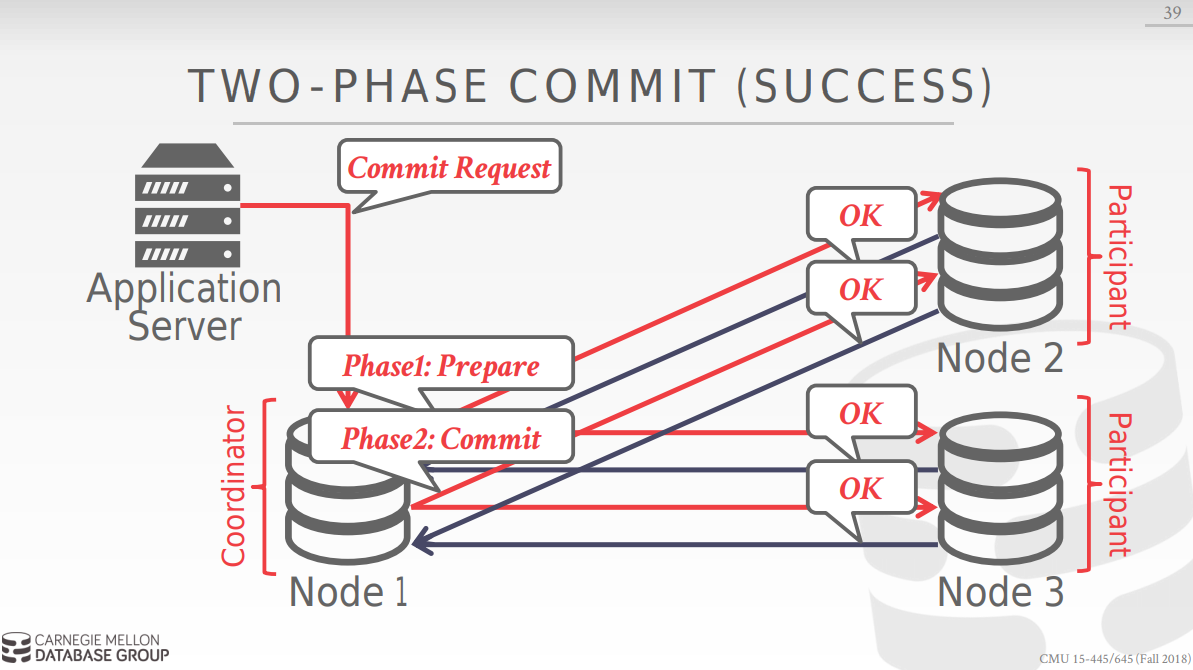 39
TWO-PHASE COMMIT (SUCCESS)
Commit Request
Application
Server
OK
OK
Participant
Node 2
Phase1: Prepare
Phase2: Commit
Coordinator
Node 1
OK
OK
Participant
Node 3
CARNEGIE MELLON
DATABASE GROUP
CMU 15-445/645 (Fall 2018)